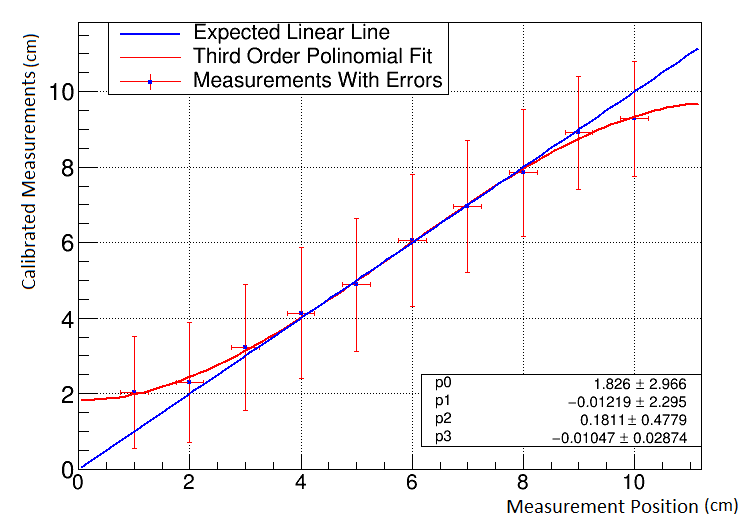 Expected Linear Line
Third Order Polinomial Fit
Measurements With Errors
Calibrated Measurements (cm)
10
8
6
4
2
0
p0 1.826 ± 2.966
p1 −0.01219 ± 2.295
p2 0.1811 ± 0.4779
p3 −0.01047 ± 0.02874
0 2 4 6 8 10
Measurement Position (cm)